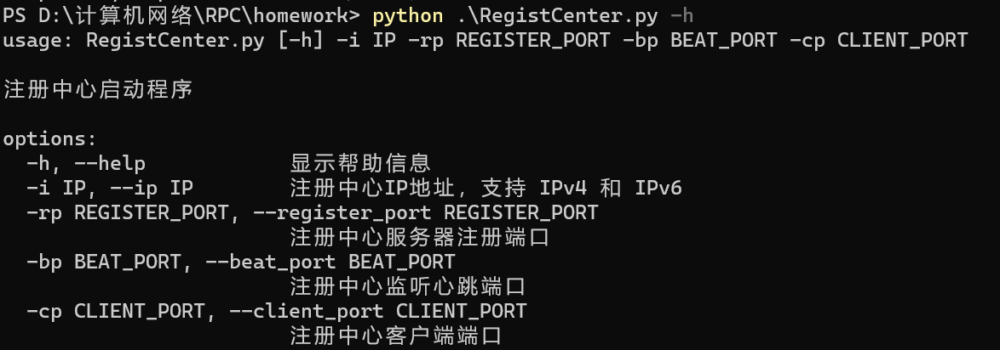 PS D:\计算机网络\RPC\homework> python .\RegistCenter.py -h
usage: RegistCenter.py [-h] -i IP -rp REGISTER_PORT -bp BEAT_PORT -cp CLIENT_PORT
注册中心启动程序
options:
-h, --help 显示帮助信息
-i IP, --ip IP 注册中心IP地址，支持 IPv4 和 IPv6
-rp REGISTER_PORT, --register_port REGISTER_PORT
注册中心服务器注册端口
-bp BEAT_PORT, --beat_port BEAT_PORT
注册中心监听心跳端口
-cp CLIENT_PORT, --client_port CLIENT_PORT
注册中心客户端端口